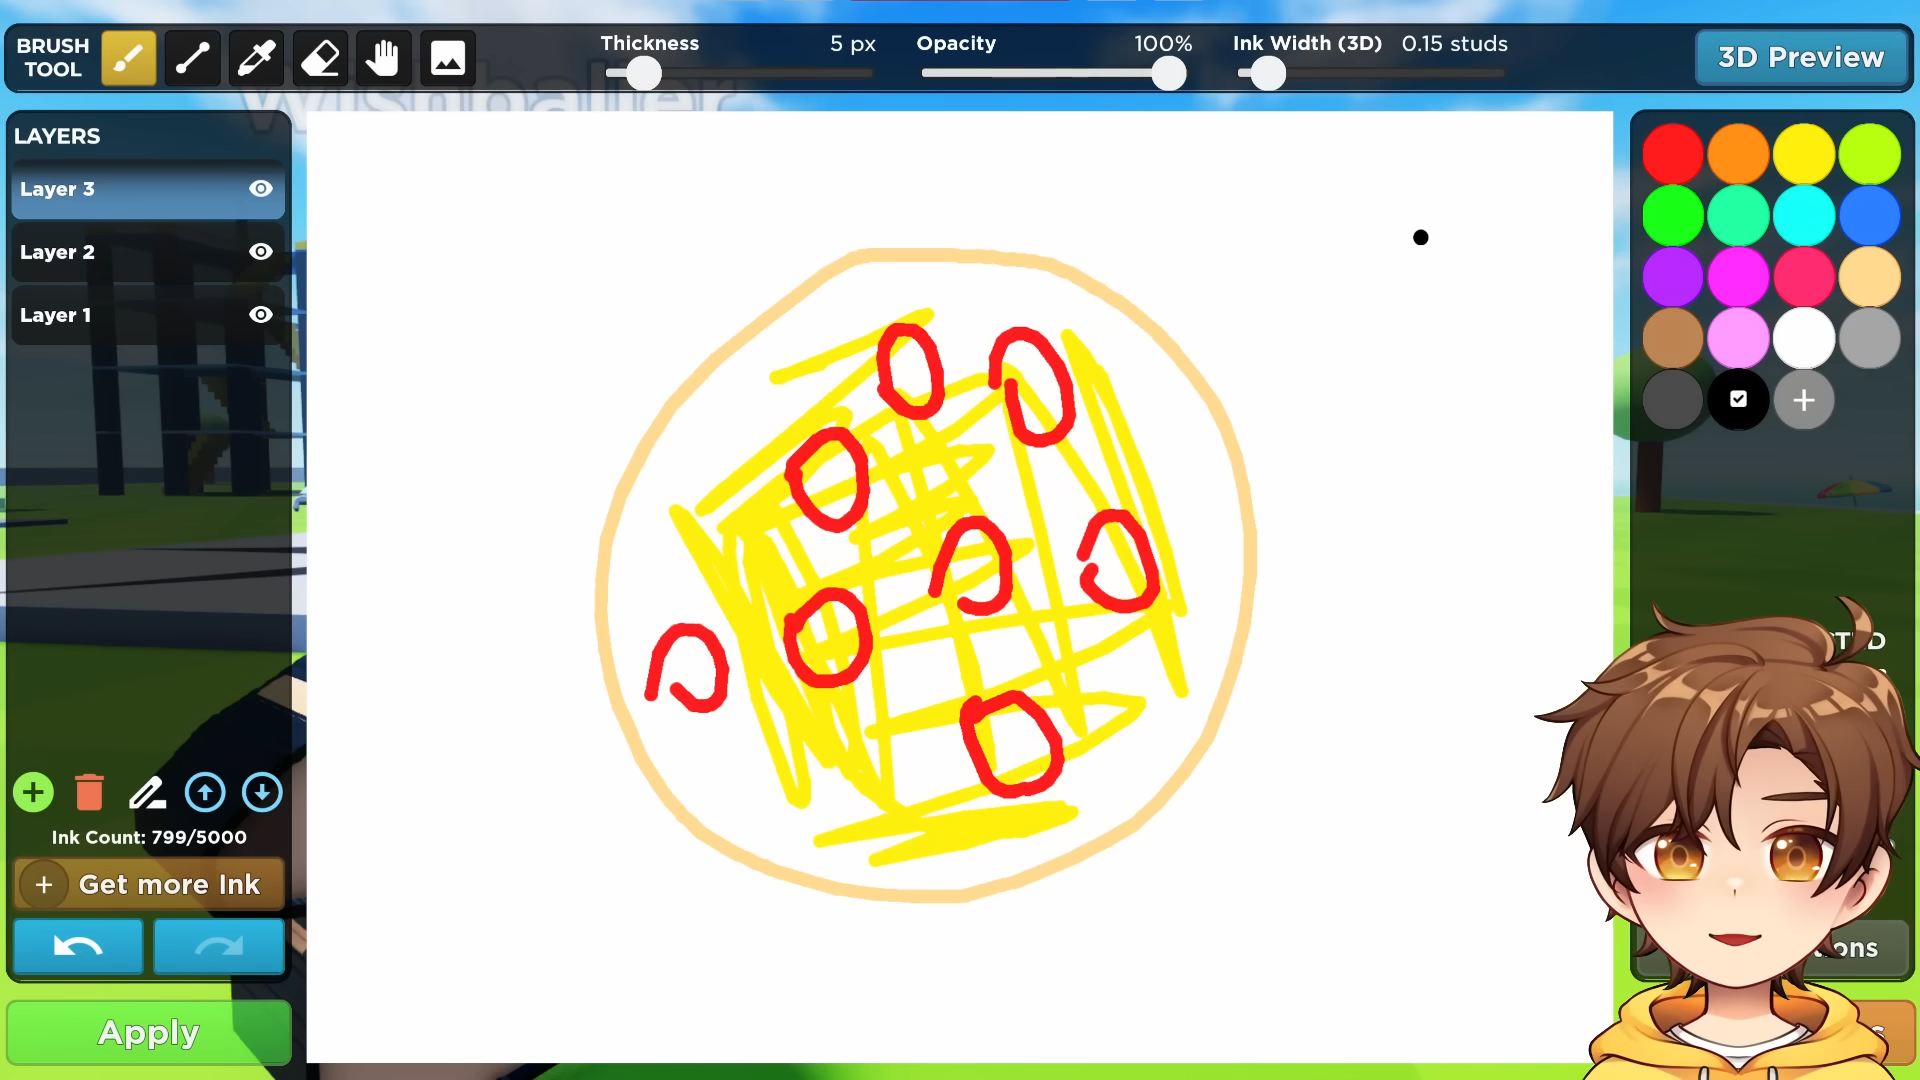 BRUSH
TOOL
Thickness 5 px
Opacity 100%
Ink Width (3D) 0.15 studs
3D Preview
wishballer
LAYERS
Layer 3
Layer 2
Layer 1
Ink Count: 799/5000
+ Get more Ink
Apply